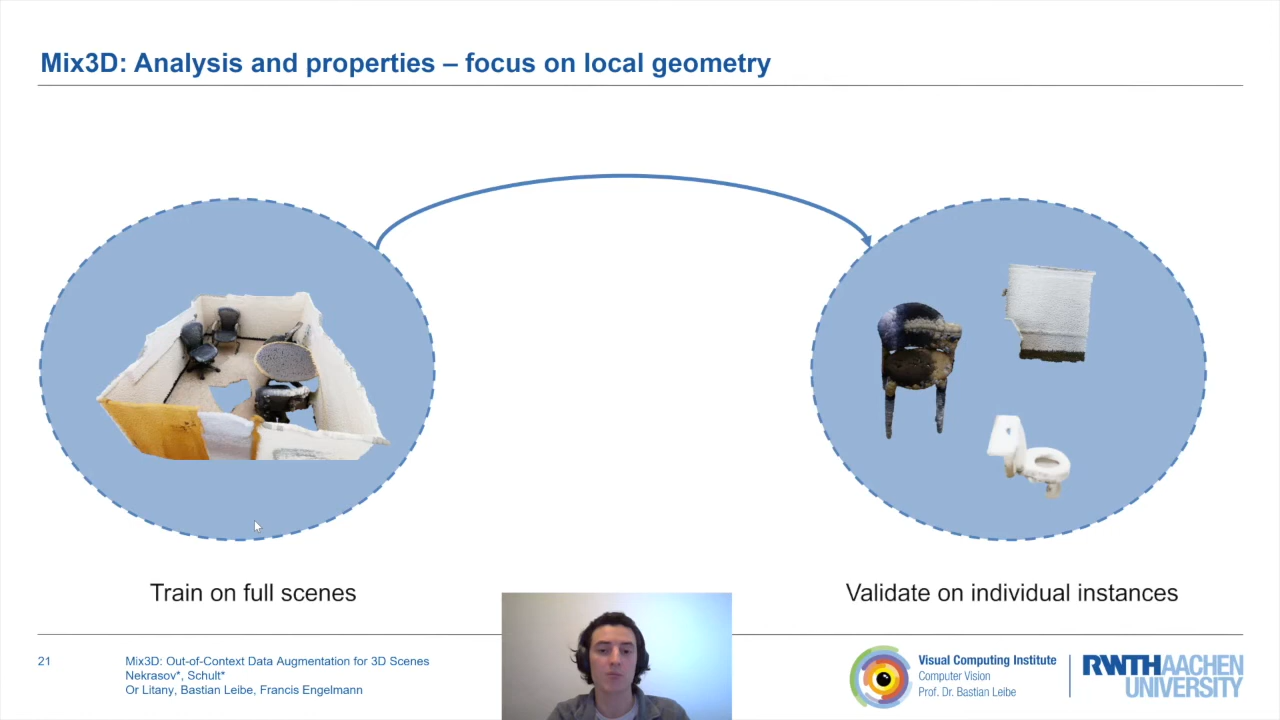 Mix3D: Analysis and properties – focus on local geometry
Train on full scenes
Validate on individual instances
21
Mix3D: Out-of-Context Data Augmentation for 3D Scenes
Nekrasov*, Schult*
Or Litany, Bastian Leibe, Francis Engelmann
Visual Computing Institute
Computer Vision
Prof. Dr. Bastian Leibe
RWTHAACHEN
UNIVERSITY